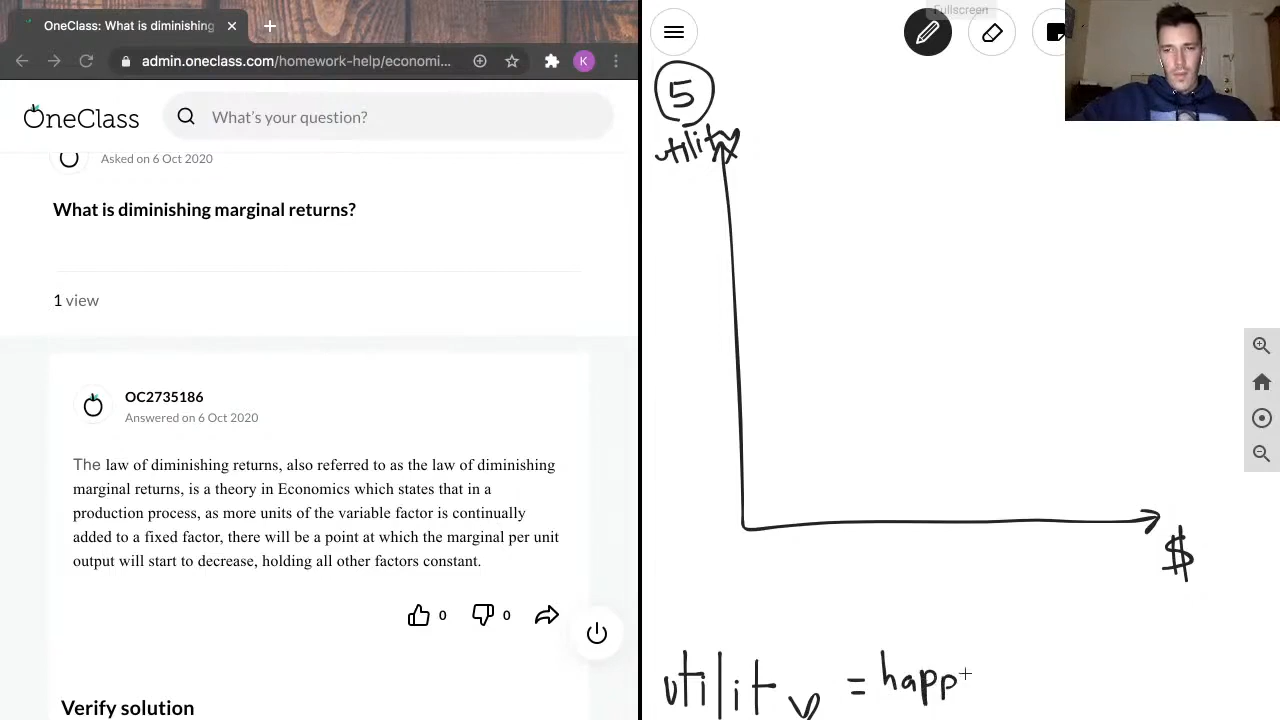 OneClass: What is diminishing
admin.oneclass.com/homework-help/economi...
K
OneClass
What's your question?
Asked on 6 Oct 2020
What is diminishing marginal returns?
1 view
OC2735186
Answered on 6 Oct 2020
The law of diminishing returns, also referred to as the law of diminishing
marginal returns, is a theory in Economics which states that in a
production process, as more units of the variable factor is continually
added to a fixed factor, there will be a point at which the marginal per unit
output will start to decrease, holding all other factors constant.
0
0
Verify solution
Fullscreen
5
utility
$
utility = happ